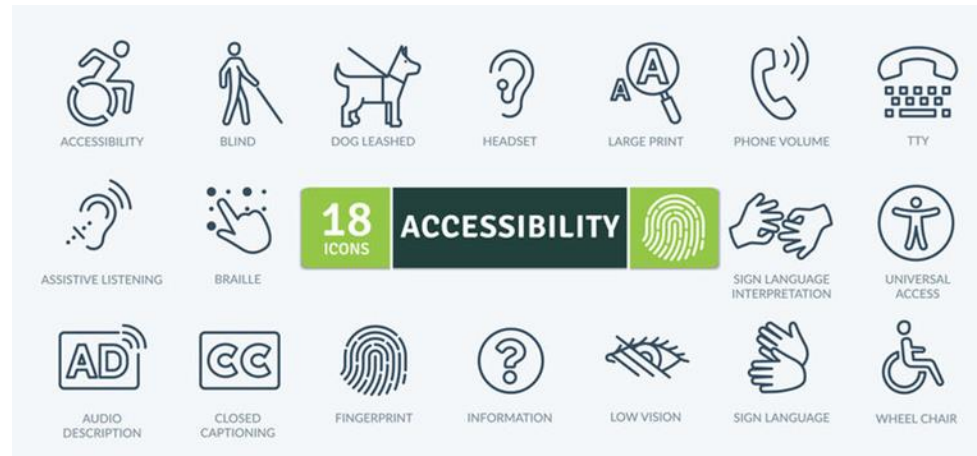 ACCESSIBILITY
BLIND
DOG LEASHED
HEADSET
LARGE PRINT
PHONE VOLUME
TTY
A
A
ASSISTIVE LISTENING
BRAILLE
18
ICONS
ACCESSIBILITY
SIGN LANGUAGE
INTERPRETATION
UNIVERSAL
ACCESS
AD
CC
?
AUDIO
DESCRIPTION
CLOSED
CAPTIONING
FINGERPRINT
INFORMATION
LOW VISION
SIGN LANGUAGE
WHEEL CHAIR